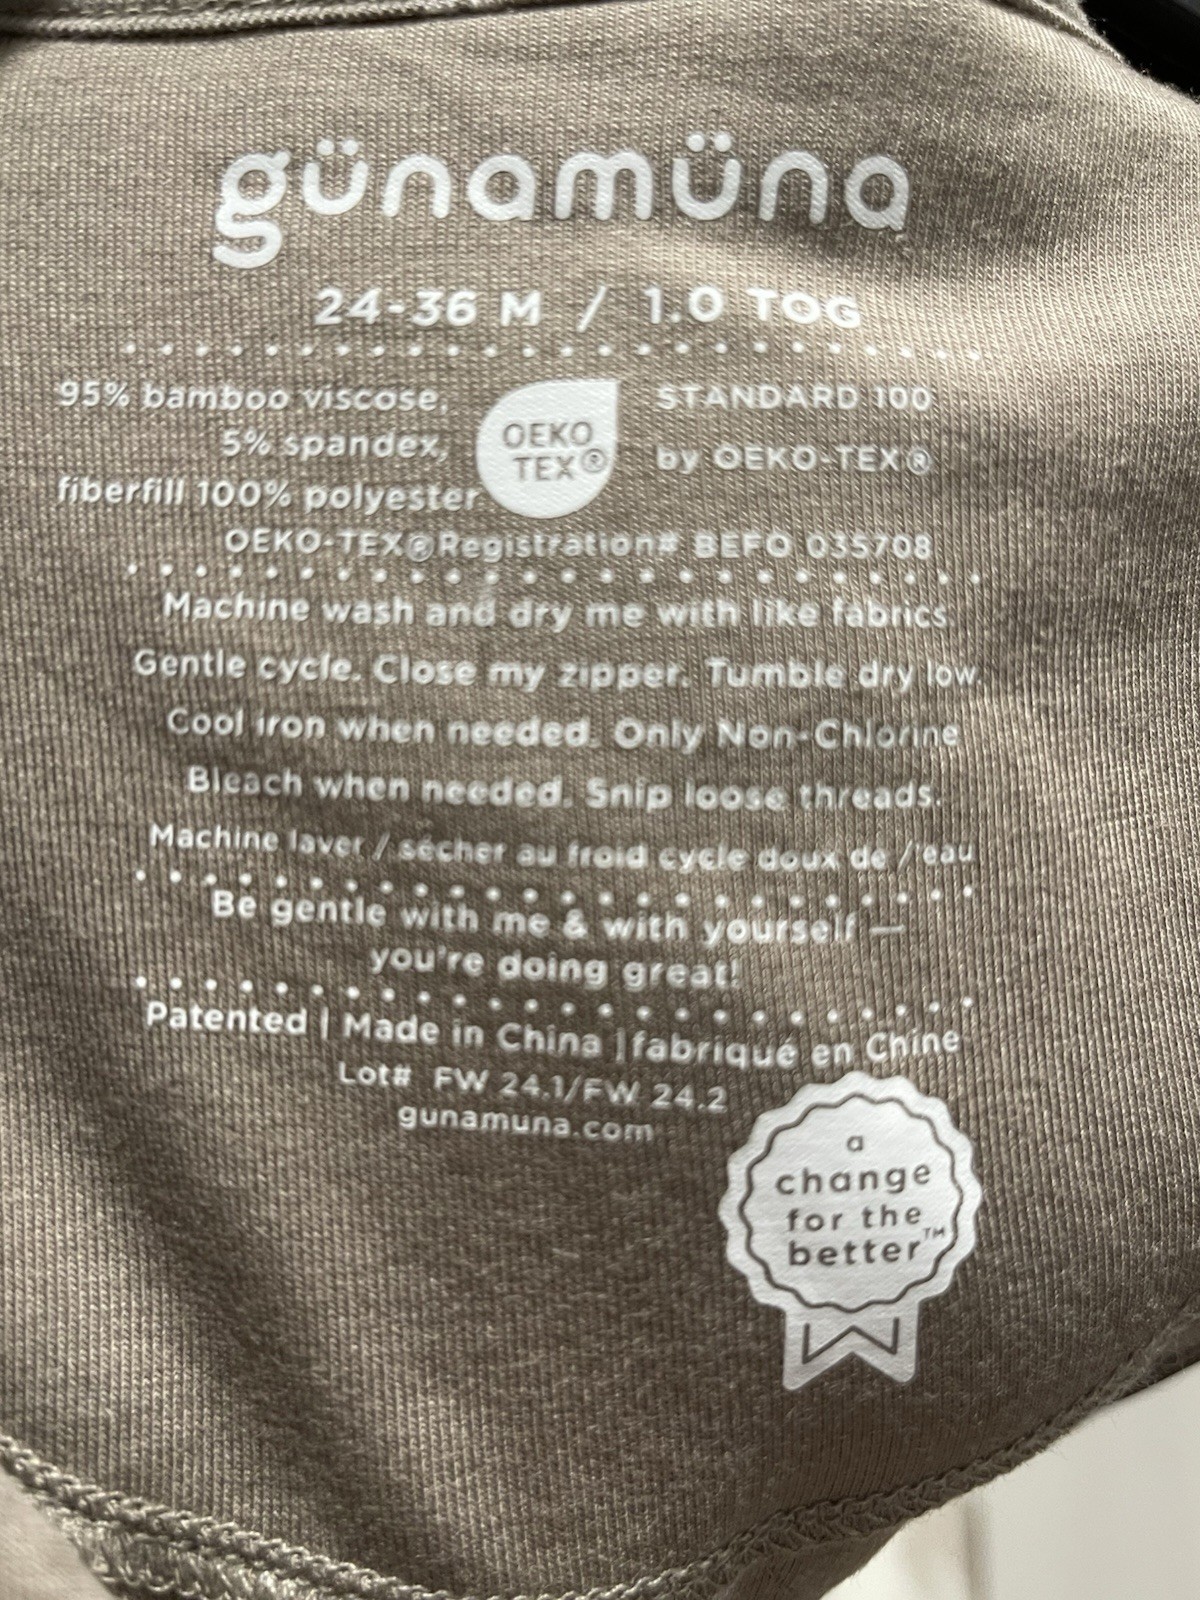 günamüna
24-36 M / 1.0 TOG
95% bamboo viscose,
5% spandex,
fiberfill 100% polyester
OEKO
TEX®
STANDARD 100
by OEKO-TEX®
OEKO-TEX®Registration# BEFO 035708
Machine wash and dry me with like fabrics.
Gentle cycle. Close my zipper. Tumble dry low.
Cool iron when needed. Only Non-Chlorine
Bleach when needed. Snip loose threads.
Machine laver / sécher au froid cycle doux de /'eau
Be gentle with me & with yourself —
you're doing great!
Patented | Made in China |fabriqué en Chine
Lot# FW 24.1/FW 24.2
gunamuna.com
a
change
for the
better™